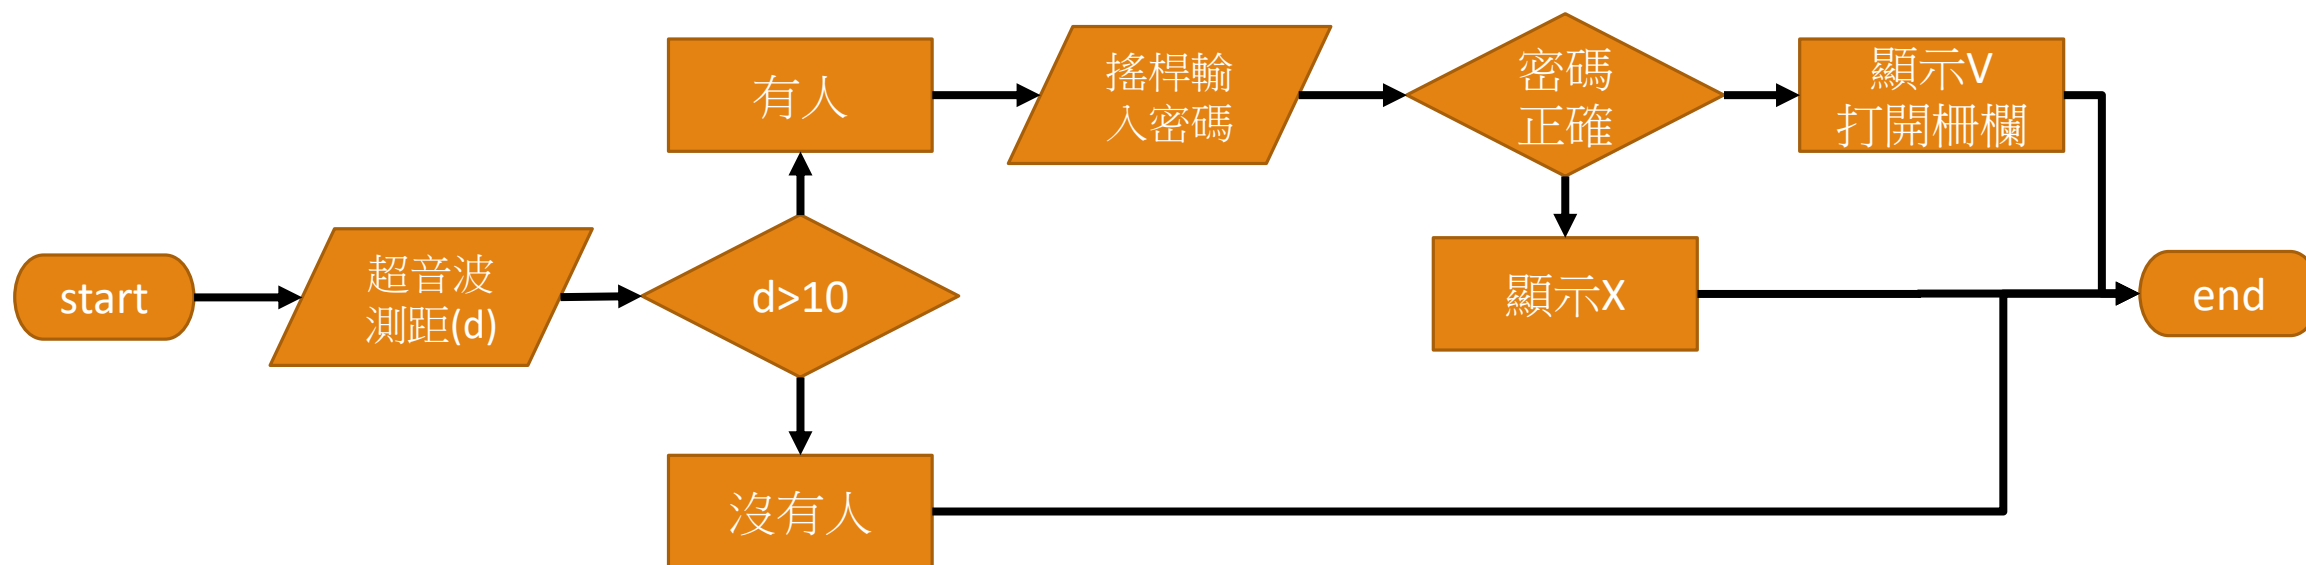 start
超音波
測距(d)
d>10
有人
搖桿輸
入密碼
密碼
正確
顯示V
打開柵欄
顯示X
沒有人
end